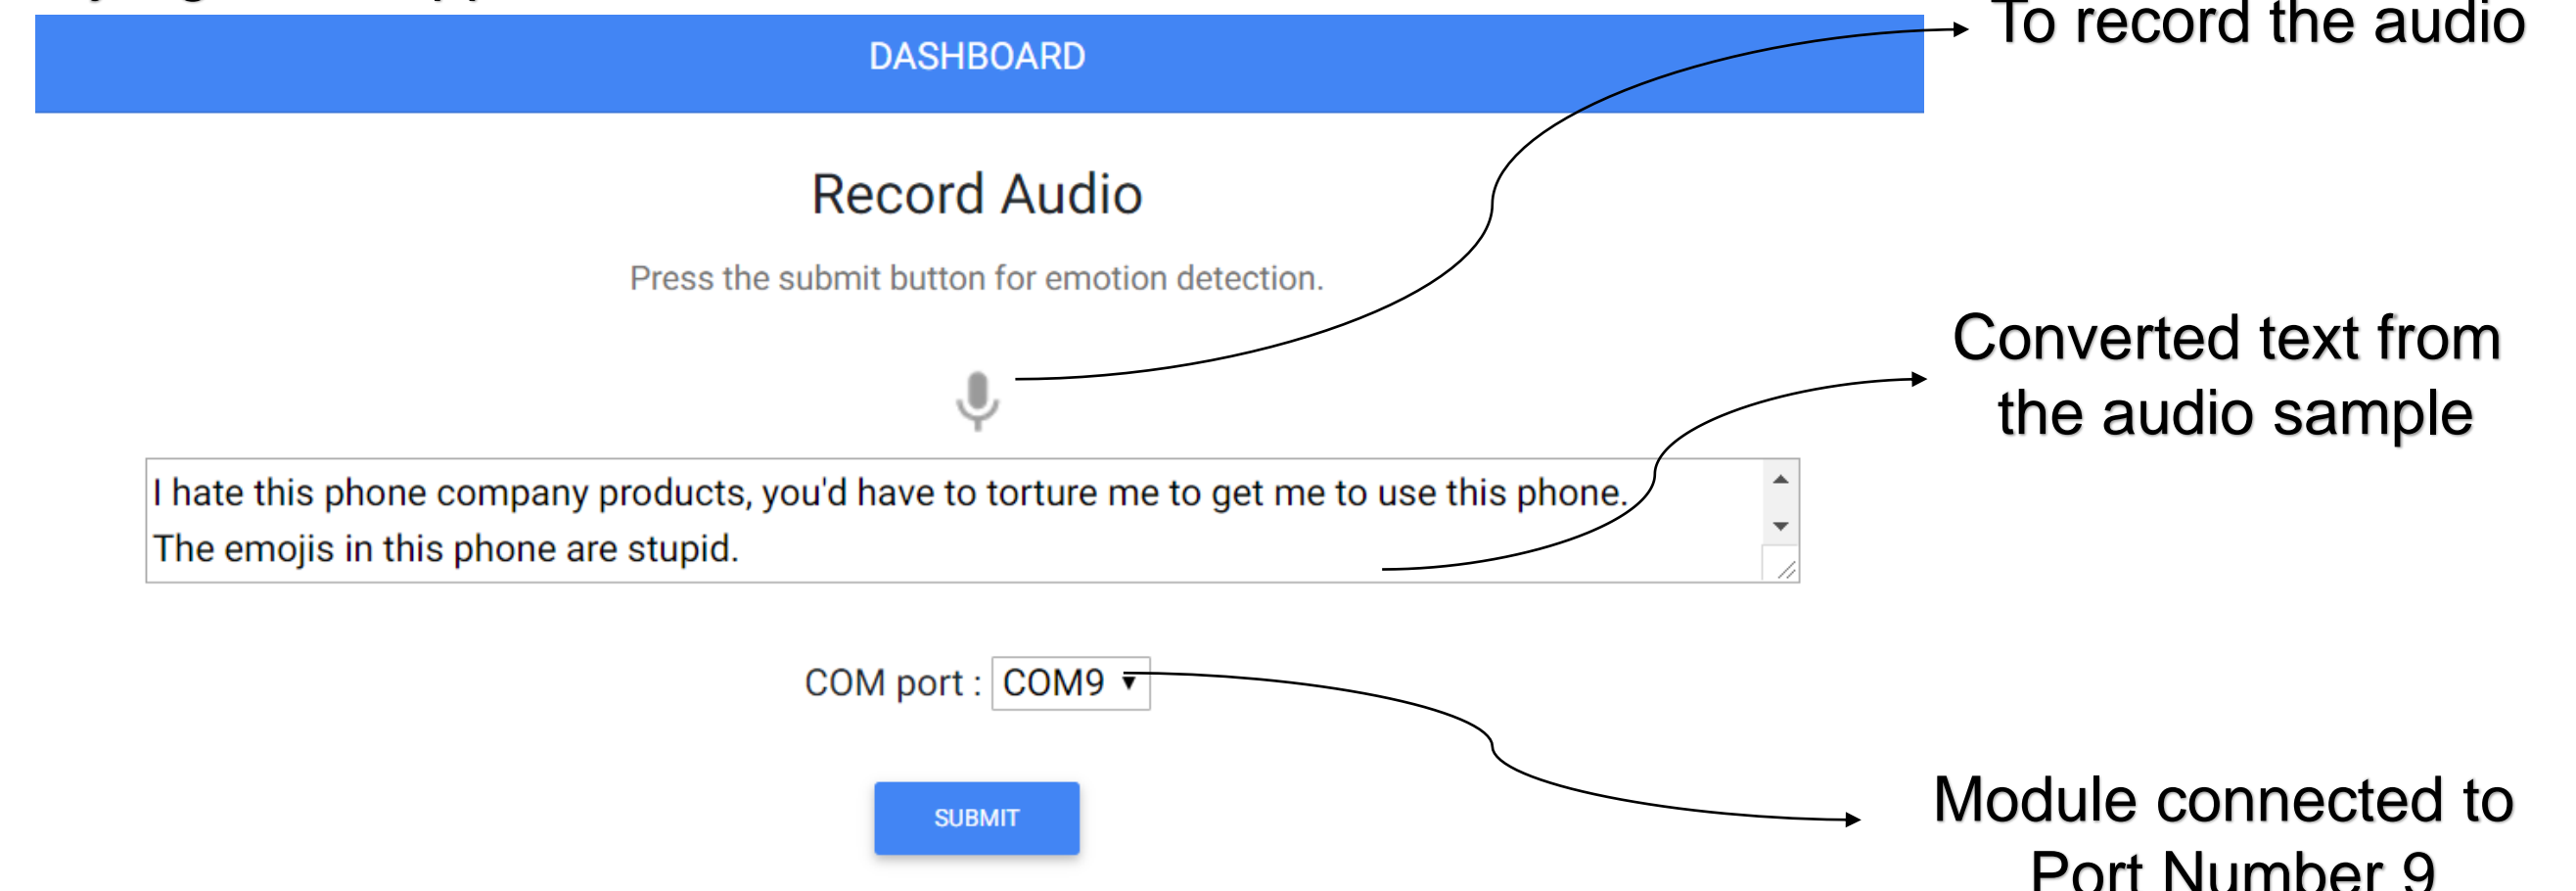 To record the audio
DASHBOARD
Record Audio
Press the submit button for emotion detection.
Converted text from
the audio sample
I hate this phone company products, you'd have to torture me to get me to use this phone.
The emojis in this phone are stupid.
COM port : COM9
SUBMIT
Module connected to
Port Number 9